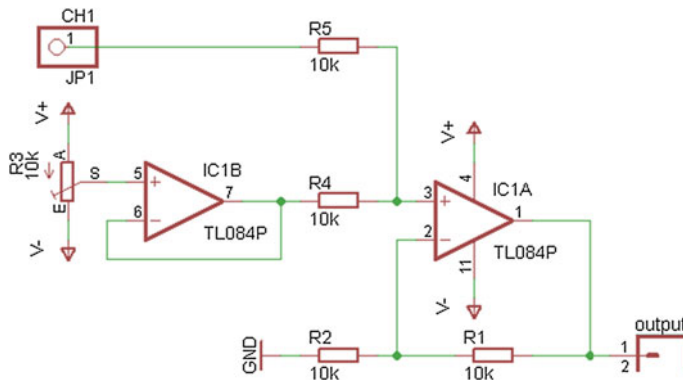 CH1
1
JP1
R5
10k
V+
R3
10k
A
S
E
V-
5
+
6
−
7
IC1B
TL084P
R4
10k
V+
4
3
+
2
−
1
11
IC1A
TL084P
V-
GND
R2
10k
R1
10k
output
1
2